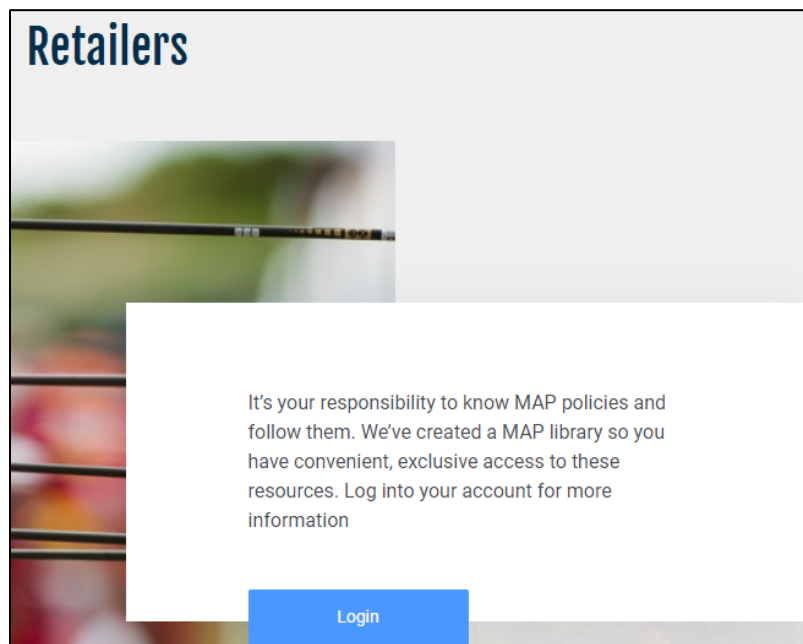 Retailers
It’s your responsibility to know MAP policies and
follow them. We’ve created a MAP library so you
have convenient, exclusive access to these
resources. Log into your account for more
information
Login